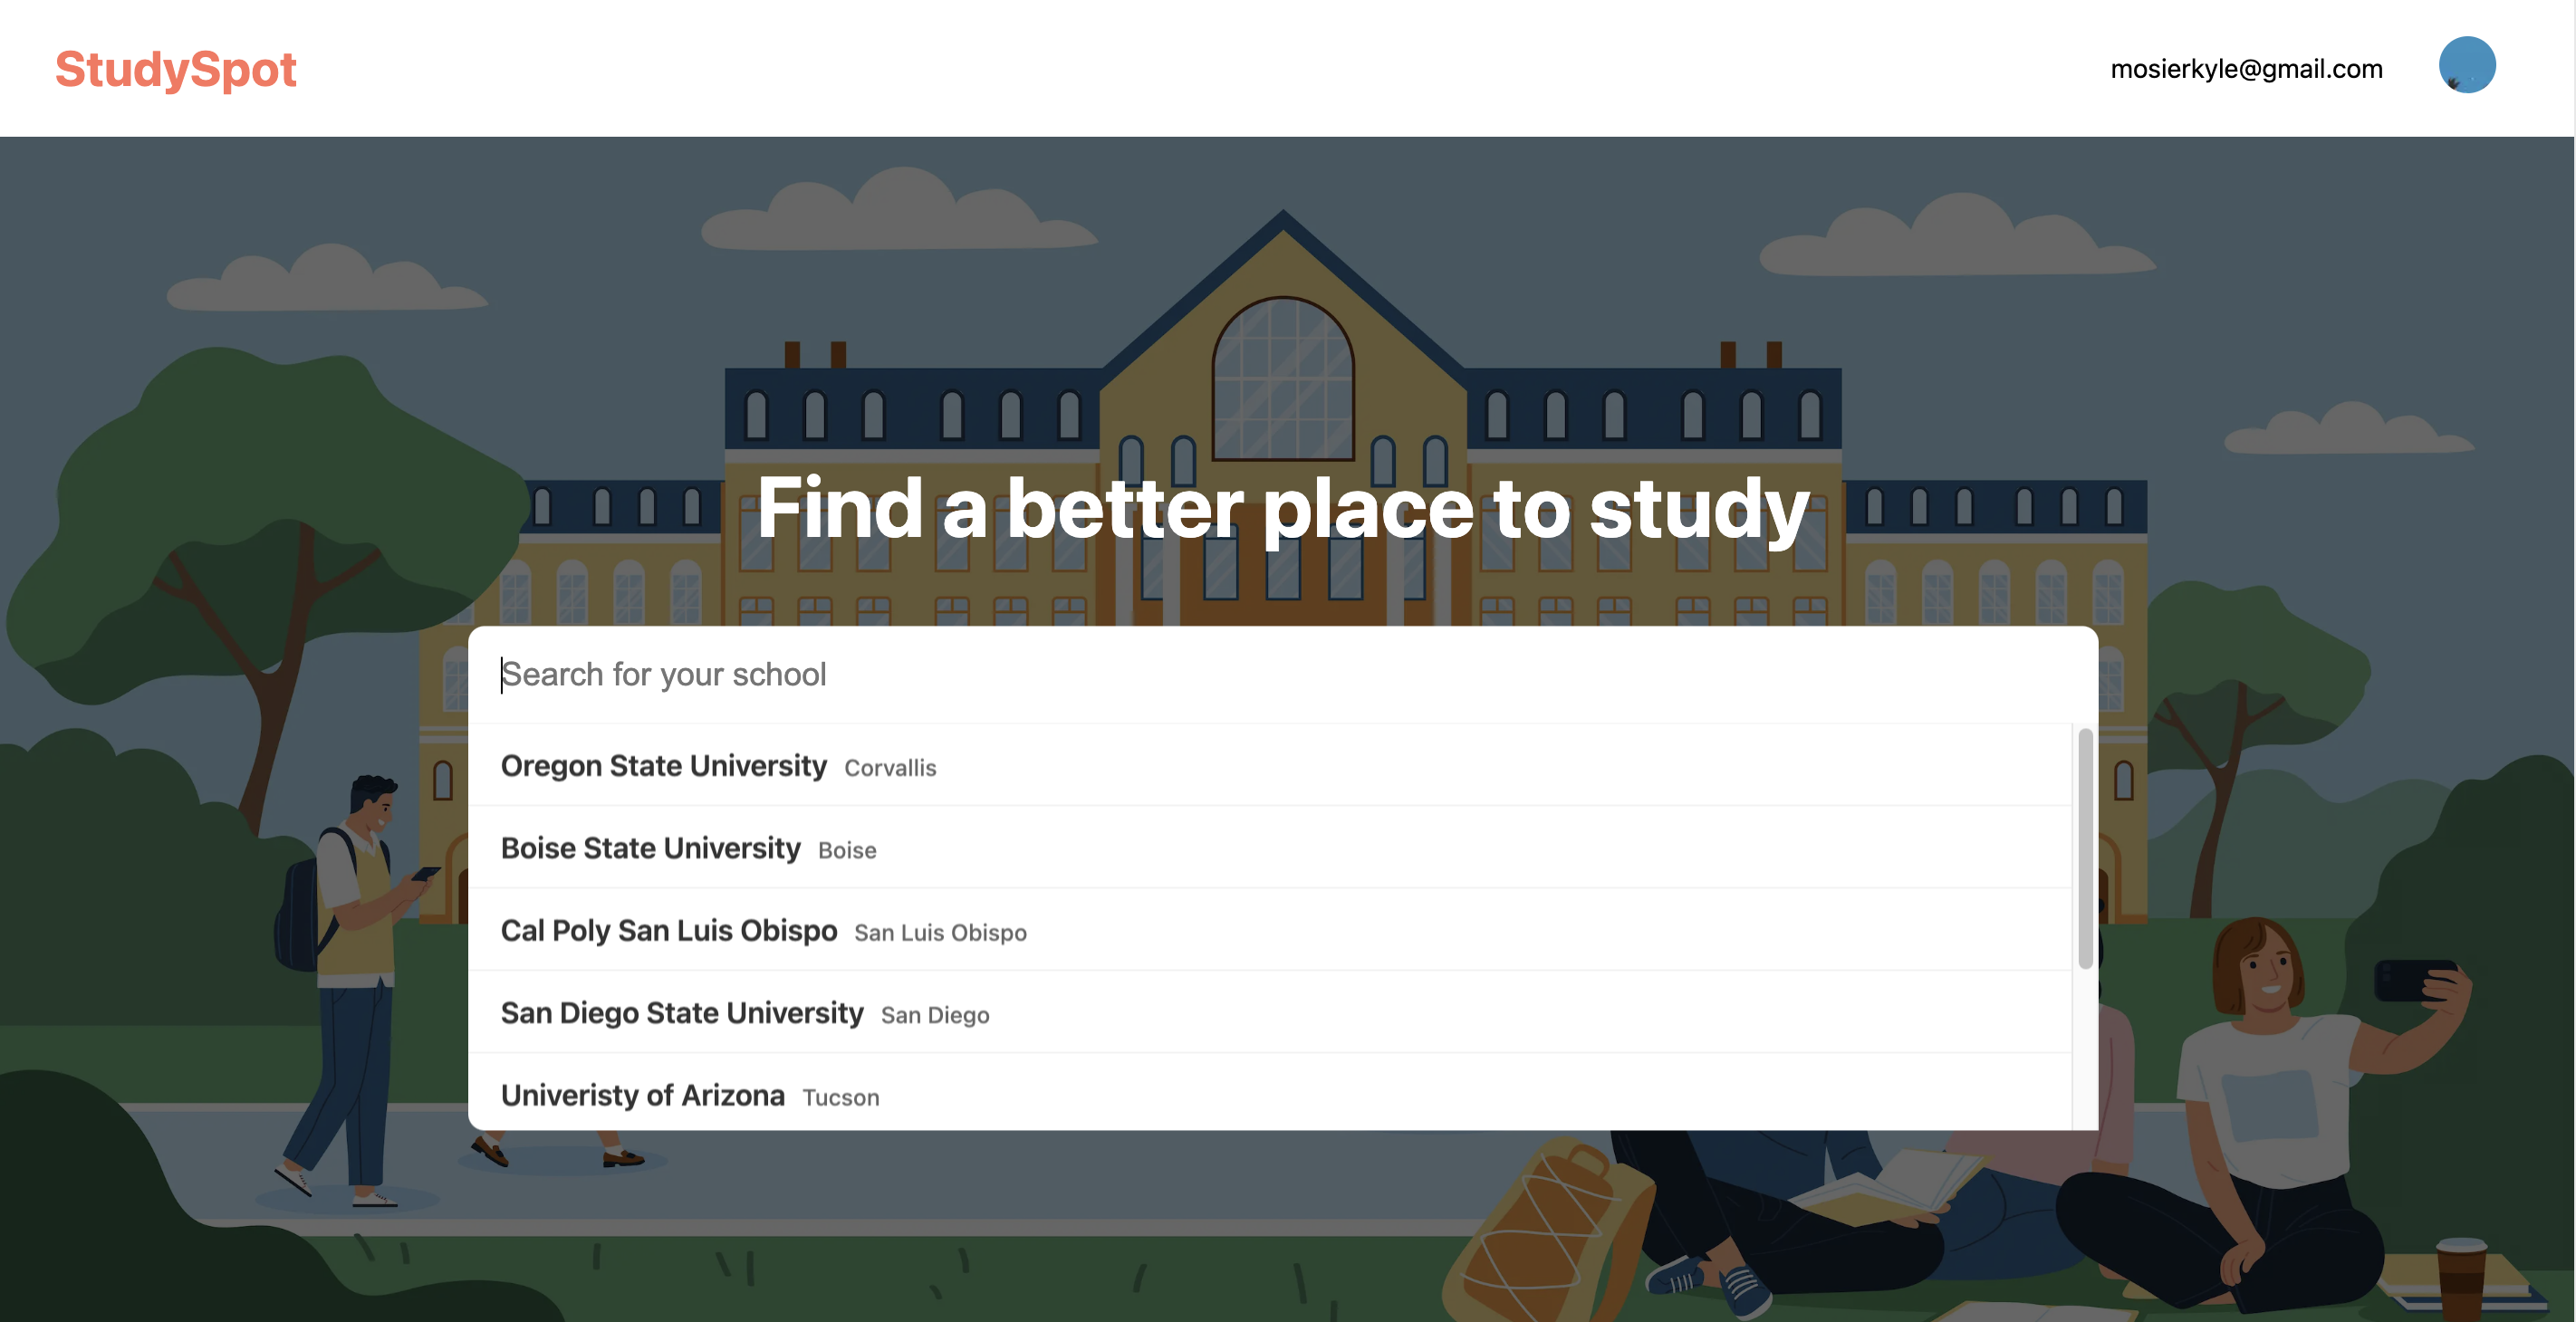 StudySpot
mosierkyle@gmail.com
Find a better place to study
Search for your school
Oregon State University Corvallis
Boise State University Boise
Cal Poly San Luis Obispo San Luis Obispo
San Diego State University San Diego
Univeristy of Arizona Tucson